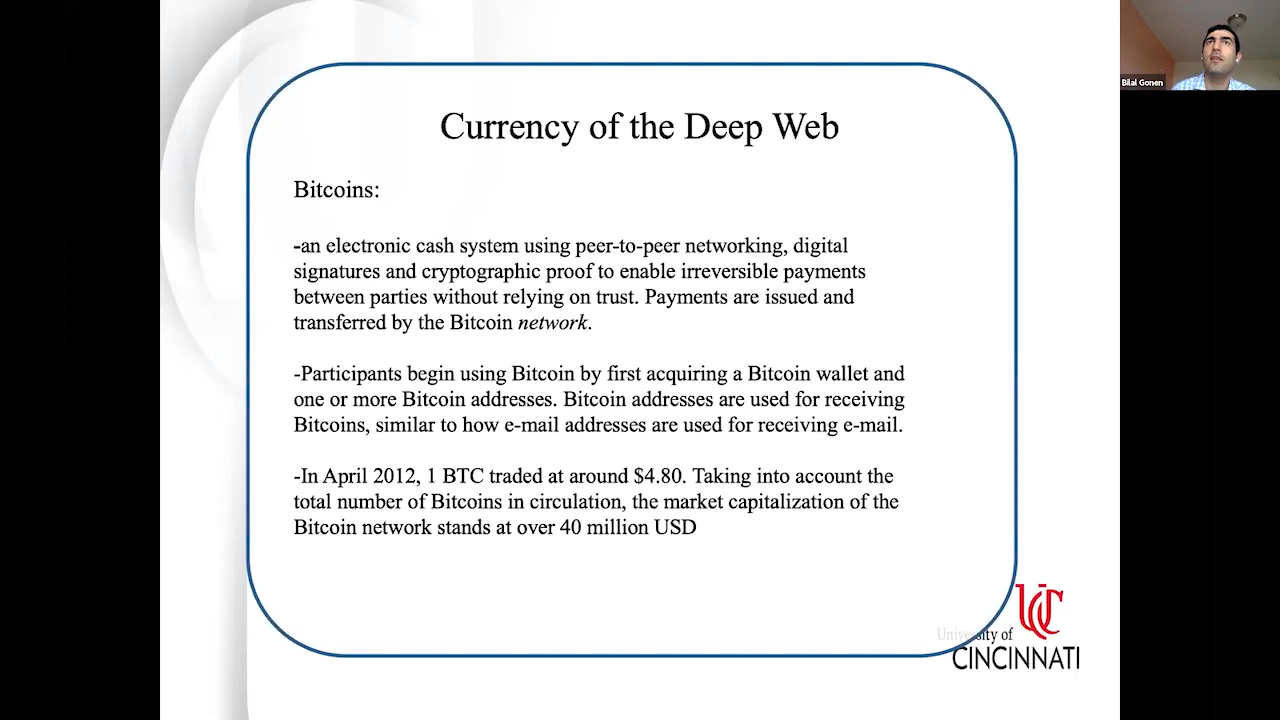 Bilal Gonen
Currency of the Deep Web
Bitcoins:
-an electronic cash system using peer-to-peer networking, digital
signatures and cryptographic proof to enable irreversible payments
between parties without relying on trust. Payments are issued and
transferred by the Bitcoin network.
-Participants begin using Bitcoin by first acquiring a Bitcoin wallet and
one or more Bitcoin addresses. Bitcoin addresses are used for receiving
Bitcoins, similar to how e-mail addresses are used for receiving e-mail.
-In April 2012, 1 BTC traded at around $4.80. Taking into account the
total number of Bitcoins in circulation, the market capitalization of the
Bitcoin network stands at over 40 million USD
UC
University of
CINCINNATI